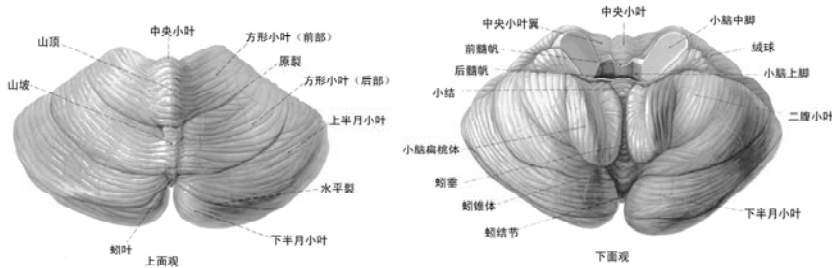 中央小叶
山顶
方形小叶（前部）
原裂
山坡
方形小叶（后部）
上半月小叶
水平裂
下半月小叶
蚓叶
上面观
中央小叶
中央小叶翼
小脑中脚
前髓帆
绒球
后髓帆
小脑上脚
小结
二腹小叶
小脑扁桃体
蚓垂
蚓锥体
下半月小叶
蚓结节
下面观